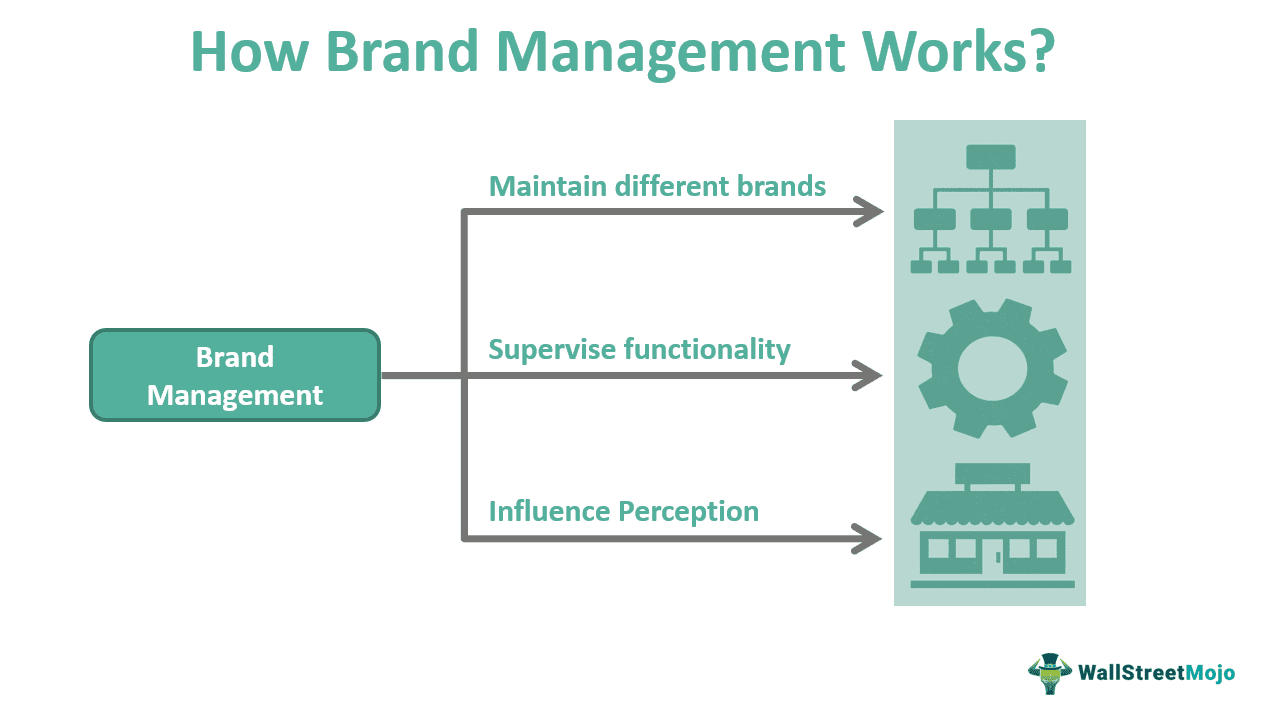 How Brand Management Works?
Maintain different brands
Supervise functionality
Brand
Management
Influence Perception
WallStreetMojo